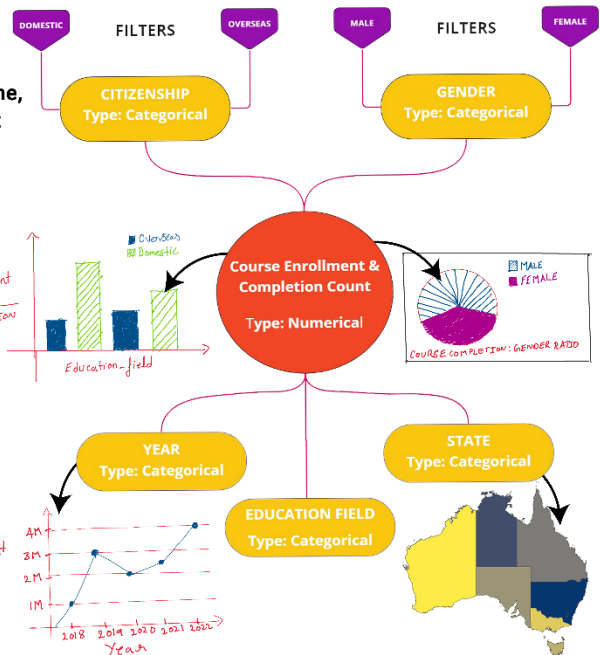 DOMESTIC
FILTERS
OVERSEAS
MALE
FILTERS
FEMALE
CITIZENSHIP
Type: Categorical
GENDER
Type: Categorical
Course Enrollment &
Completion Count
Type: Numerical
Overseas
Domestic
Education-field
MALE
FEMALE
COURSE COMPLETION: GENDER RATIO
YEAR
Type: Categorical
STATE
Type: Categorical
EDUCATION FIELD
Type: Categorical
4M
3M
2M
1M
2018 2019 2020 2021 2022
Year